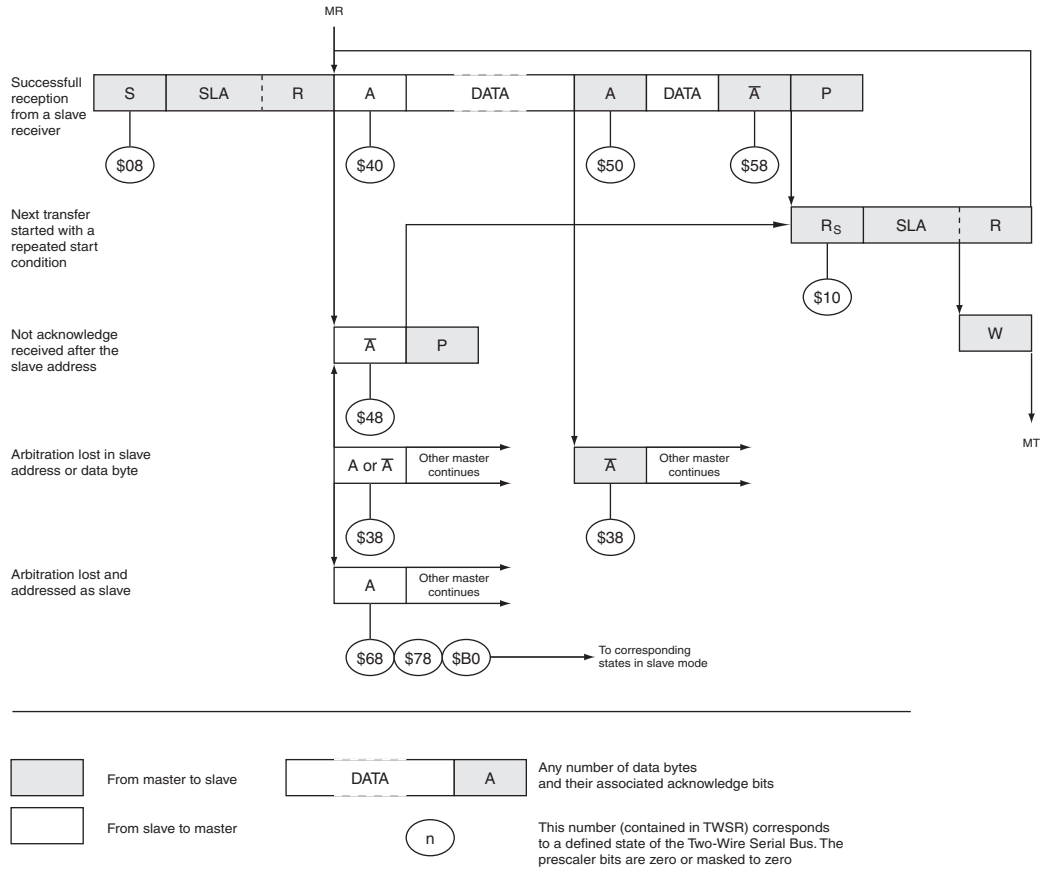 MR
Successfull
reception
from a slave
receiver
S SLA R A DATA A DATA A̅ P
$08 $40 $50 $58
Next transfer
started with a
repeated start
condition
RS SLA R
$10
W
MT
Not acknowledge
received after the
slave address
A̅ P
$48
Arbitration lost in slave
address or data byte
A or A̅
Other master
continues
A̅
Other master
continues
$38 $38
Arbitration lost and
addressed as slave
A
Other master
continues
$68 $78 $B0
To corresponding
states in slave mode
From master to slave
DATA A
Any number of data bytes
and their associated acknowledge bits
From slave to master
n
This number (contained in TWSR) corresponds
to a defined state of the Two-Wire Serial Bus. The
prescaler bits are zero or masked to zero